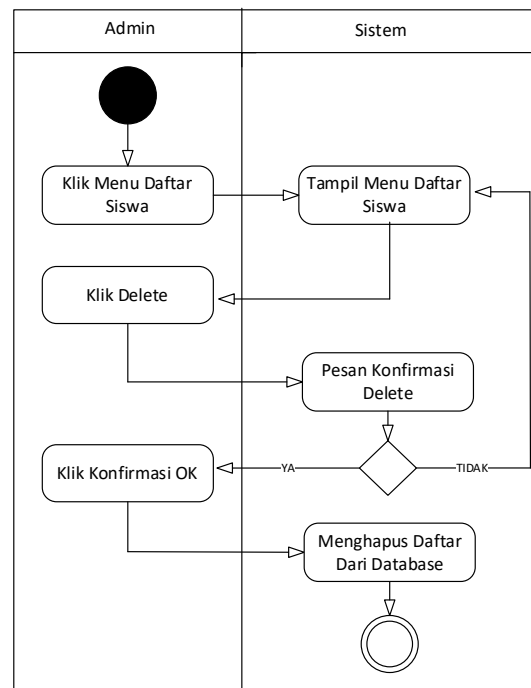 Admin
Sistem
Klik Menu Daftar
Siswa
Tampil Menu Daftar
Siswa
Klik Delete
Pesan Konfirmasi
Delete
Klik Konfirmasi OK
YA
TIDAK
Menghapus Daftar
Dari Database